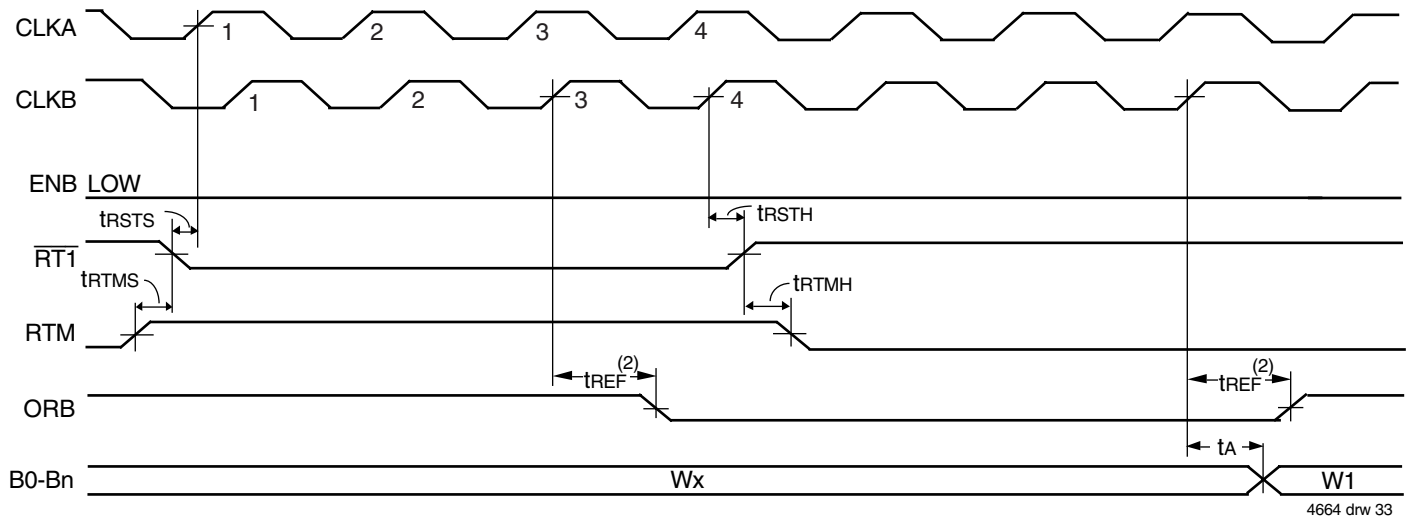 CLKA 1 2 3 4
CLKB 1 2 3 4
ENB LOW
tRSTS tRSTH
RT1
tRTMS tRTMH
RTM
tREF(2) tREF(2)
ORB
tA
B0-Bn Wx W1
4664 drw 33